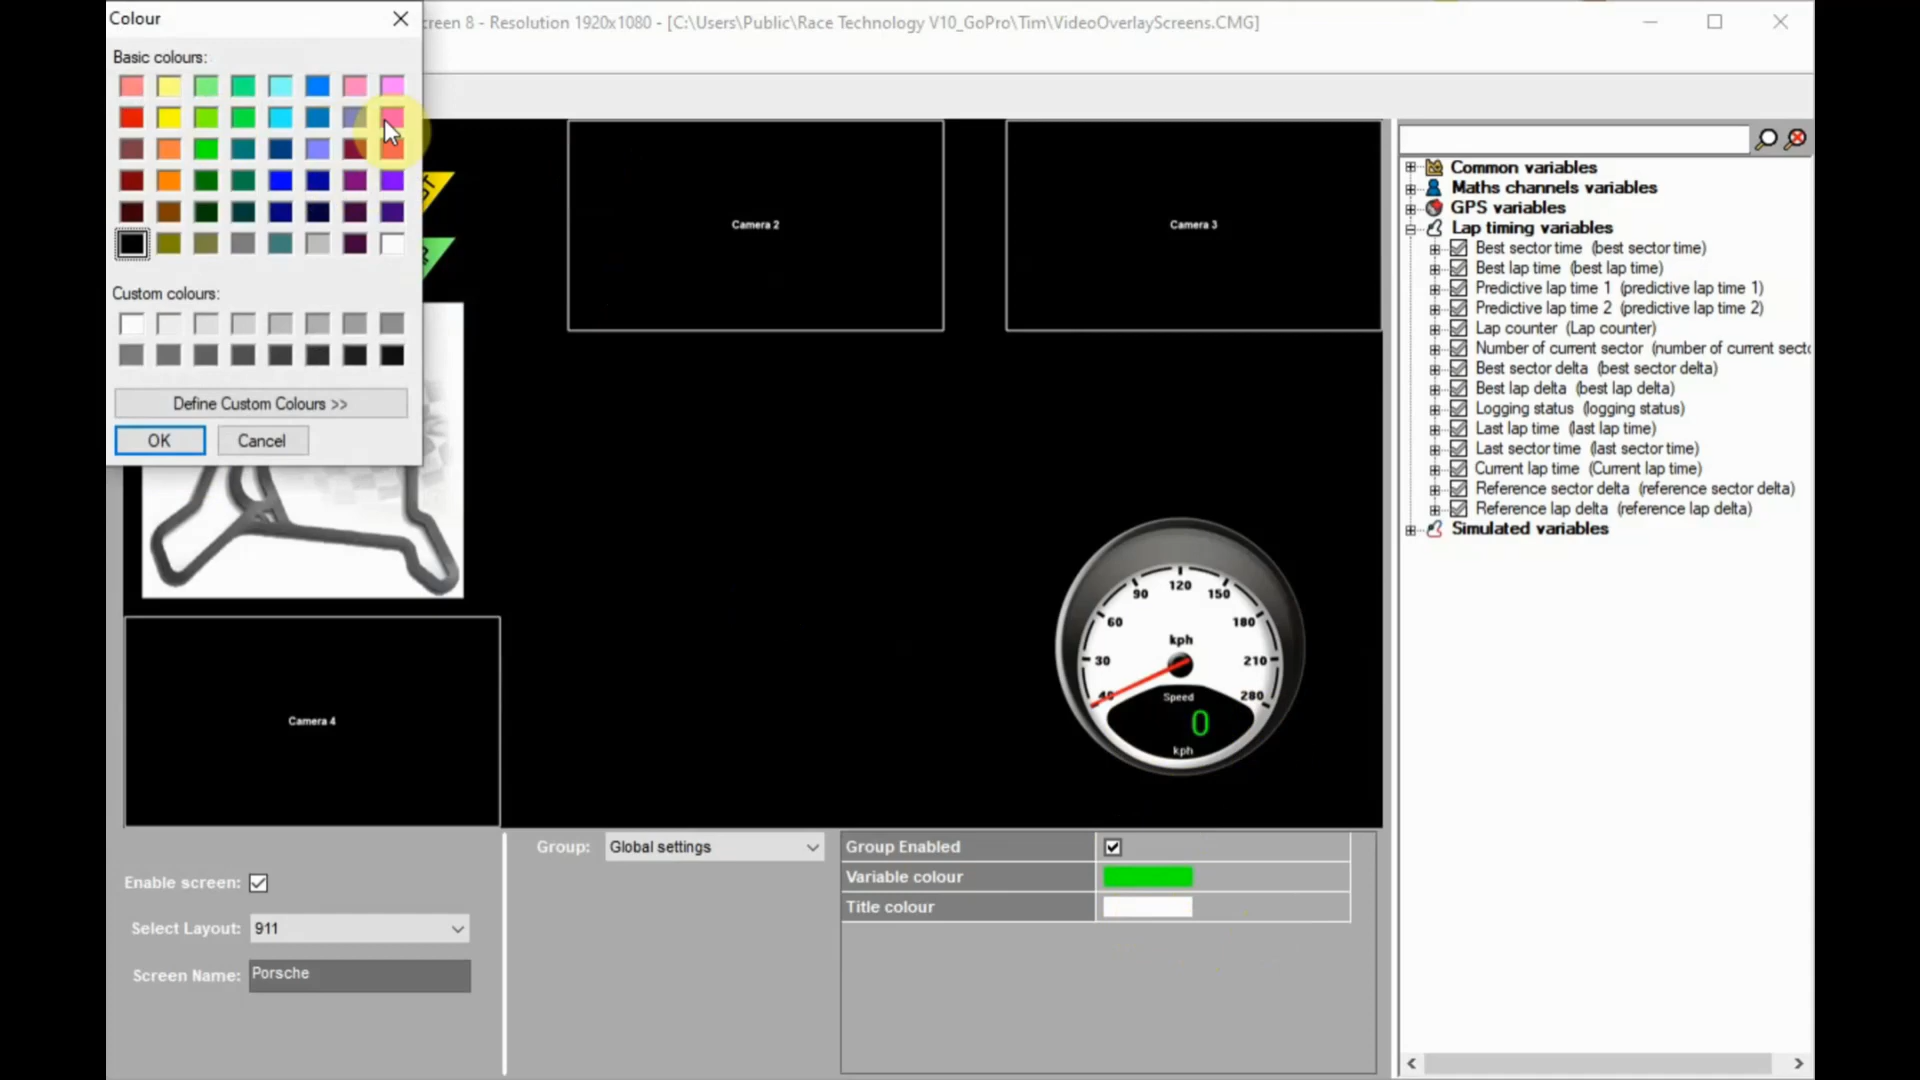 Colour
creen 8 - Resolution 1920x1080 - [C:\Users\Public\Race Technology V10_GoPro\Tim\VideoOverlayScreens.CMG]
Basic colours:
Custom colours:
Define Custom Colours >>
OK
Cancel
Camera 2
Camera 3
Camera 4
30
60
90
120
150
180
210
280
kph
Speed
0
kph
Common variables
Maths channels variables
GPS variables
Lap timing variables
Best sector time (best sector time)
Best lap time (best lap time)
Predictive lap time 1 (predictive lap time 1)
Predictive lap time 2 (predictive lap time 2)
Lap counter (Lap counter)
Number of current sector (number of current sect
Best sector delta (best sector delta)
Best lap delta (best lap delta)
Logging status (logging status)
Last lap time (last lap time)
Last sector time (last sector time)
Current lap time (Current lap time)
Reference sector delta (reference sector delta)
Reference lap delta (reference lap delta)
Simulated variables
Enable screen:
Select Layout: 911
Screen Name: Porsche
Group: Global settings
Group Enabled
Variable colour
Title colour